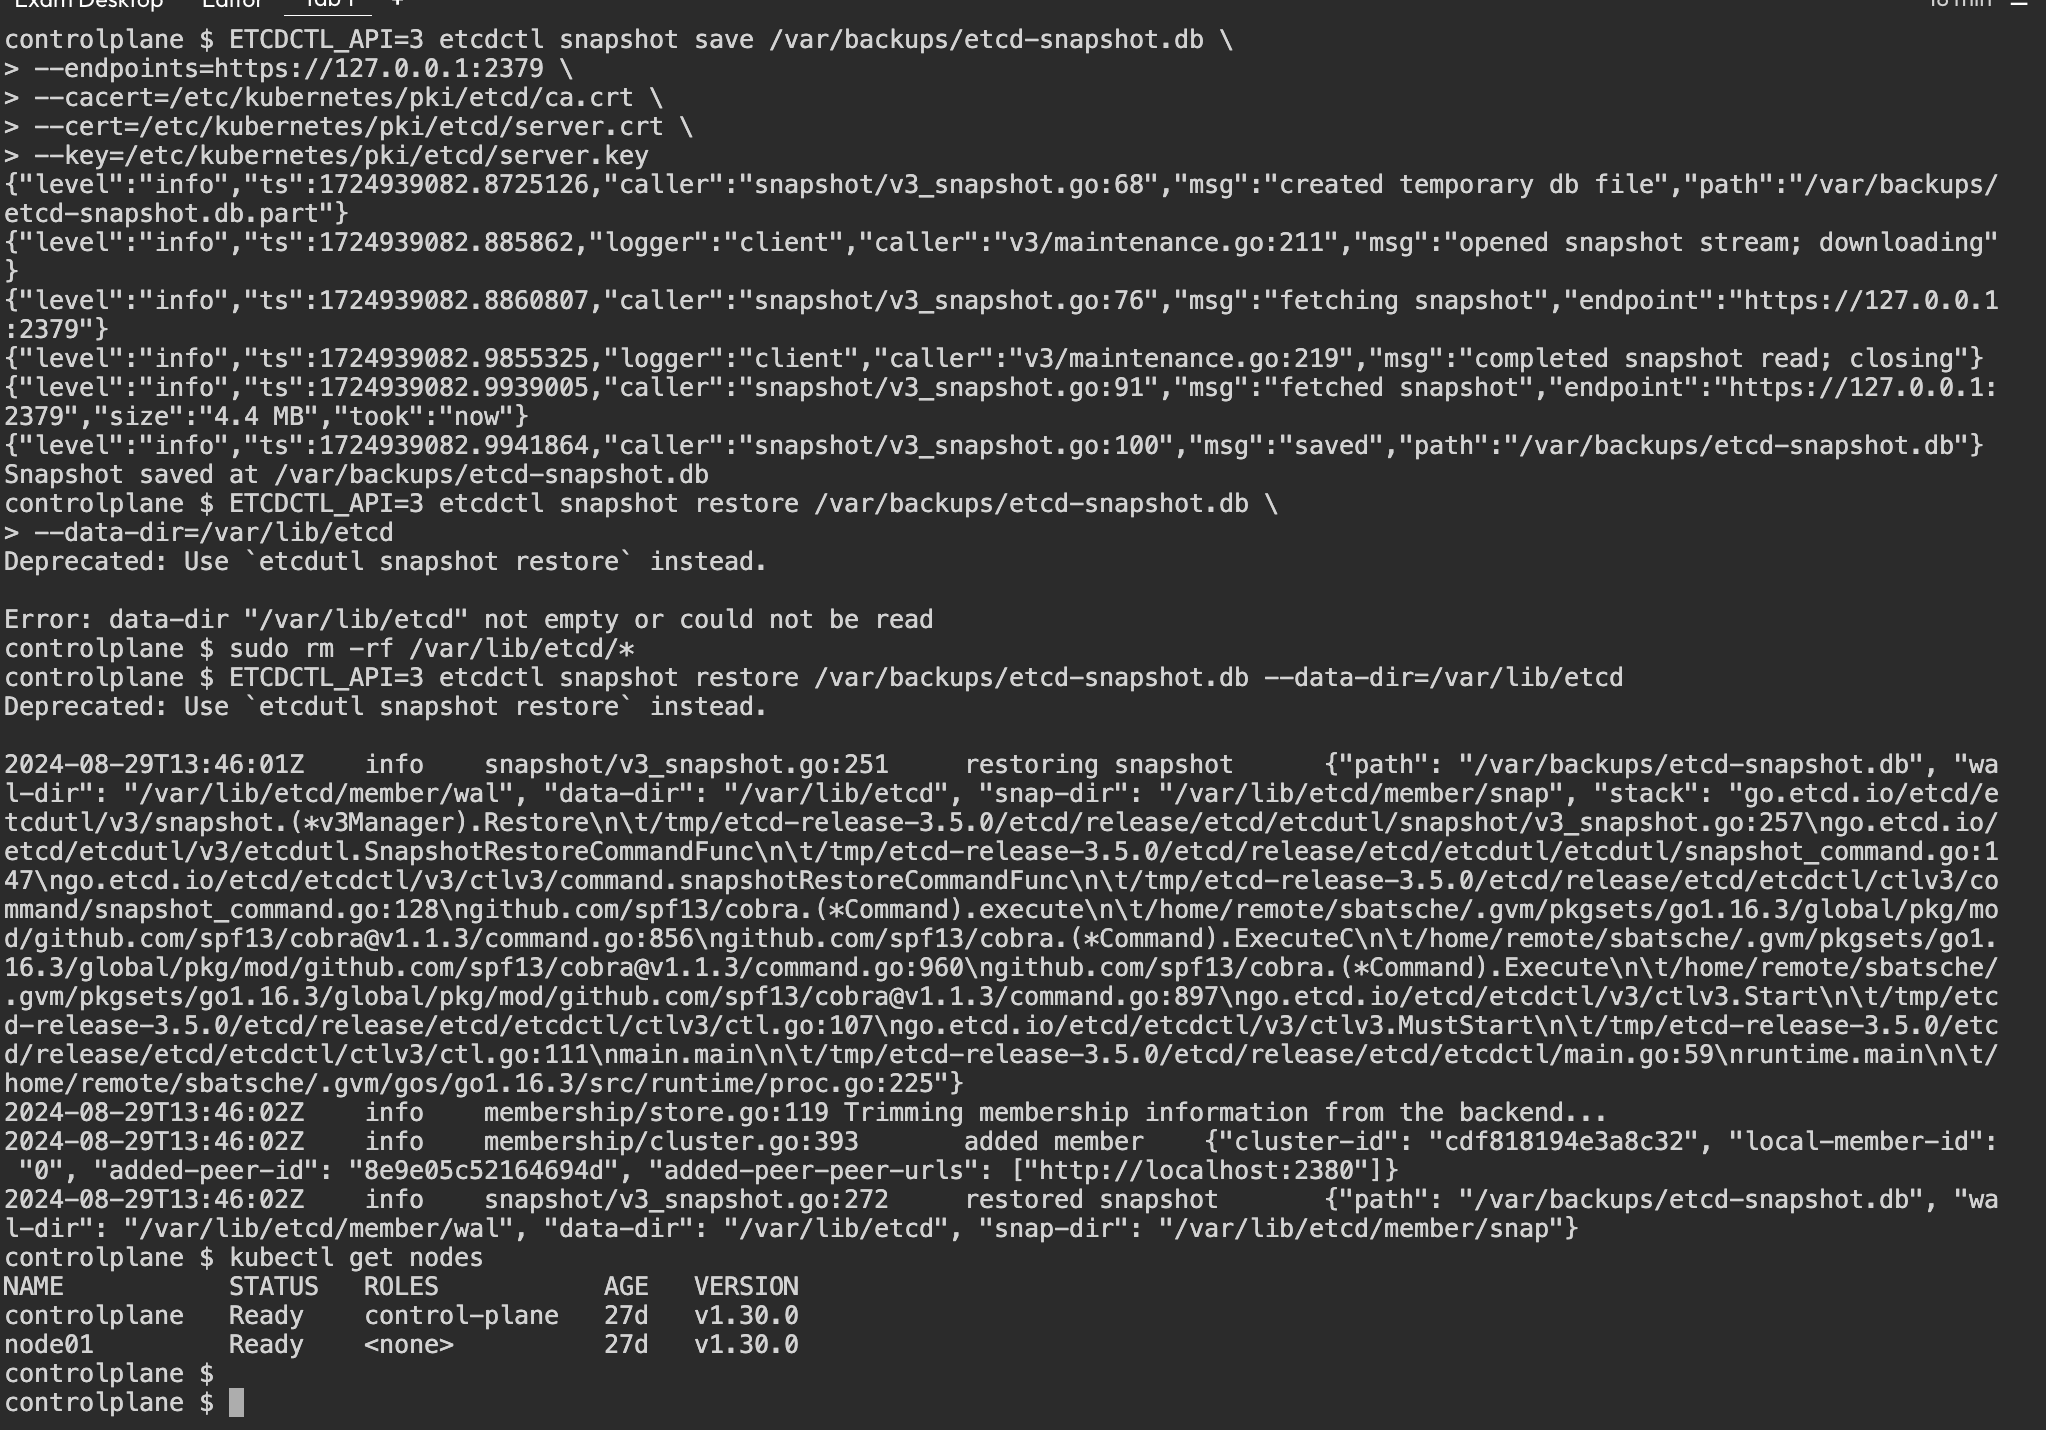 Exam Desktop Editor Tab 1 +
controlplane $ ETCDCTL_API=3 etcdctl snapshot save /var/backups/etcd-snapshot.db \
> --endpoints=https://127.0.0.1:2379 \
> --cacert=/etc/kubernetes/pki/etcd/ca.crt \
> --cert=/etc/kubernetes/pki/etcd/server.crt \
> --key=/etc/kubernetes/pki/etcd/server.key
{"level":"info","ts":1724939082.8725126,"caller":"snapshot/v3_snapshot.go:68","msg":"created temporary db file","path":"/var/backups/
etcd-snapshot.db.part"}
{"level":"info","ts":1724939082.885862,"logger":"client","caller":"v3/maintenance.go:211","msg":"opened snapshot stream; downloading"
}
{"level":"info","ts":1724939082.8860807,"caller":"snapshot/v3_snapshot.go:76","msg":"fetching snapshot","endpoint":"https://127.0.0.1
:2379"}
{"level":"info","ts":1724939082.9855325,"logger":"client","caller":"v3/maintenance.go:219","msg":"completed snapshot read; closing"}
{"level":"info","ts":1724939082.9939005,"caller":"snapshot/v3_snapshot.go:91","msg":"fetched snapshot","endpoint":"https://127.0.0.1:
2379","size":"4.4 MB","took":"now"}
{"level":"info","ts":1724939082.9941864,"caller":"snapshot/v3_snapshot.go:100","msg":"saved","path":"/var/backups/etcd-snapshot.db"}
Snapshot saved at /var/backups/etcd-snapshot.db
controlplane $ ETCDCTL_API=3 etcdctl snapshot restore /var/backups/etcd-snapshot.db \
> --data-dir=/var/lib/etcd
Deprecated: Use `etcdutl snapshot restore` instead.

Error: data-dir "/var/lib/etcd" not empty or could not be read
controlplane $ sudo rm -rf /var/lib/etcd/*
controlplane $ ETCDCTL_API=3 etcdctl snapshot restore /var/backups/etcd-snapshot.db --data-dir=/var/lib/etcd
Deprecated: Use `etcdutl snapshot restore` instead.

2024-08-29T13:46:01Z    info    snapshot/v3_snapshot.go:251     restoring snapshot      {"path": "/var/backups/etcd-snapshot.db", "wa
l-dir": "/var/lib/etcd/member/wal", "data-dir": "/var/lib/etcd", "snap-dir": "/var/lib/etcd/member/snap", "stack": "go.etcd.io/etcd/e
tcdutl/v3/snapshot.(*v3Manager).Restore\n\t/tmp/etcd-release-3.5.0/etcd/release/etcd/etcdutl/snapshot/v3_snapshot.go:257\ngo.etcd.io/
etcd/etcdutl/v3/etcdutl.SnapshotRestoreCommandFunc\n\t/tmp/etcd-release-3.5.0/etcd/release/etcd/etcdutl/etcdutl/snapshot_command.go:1
47\ngo.etcd.io/etcd/etcdctl/v3/ctlv3/command.snapshotRestoreCommandFunc\n\t/tmp/etcd-release-3.5.0/etcd/release/etcd/etcdctl/ctlv3/co
mmand/snapshot_command.go:128\ngithub.com/spf13/cobra.(*Command).execute\n\t/home/remote/sbatsche/.gvm/pkgsets/go1.16.3/global/pkg/mo
d/github.com/spf13/cobra@v1.1.3/command.go:856\ngithub.com/spf13/cobra.(*Command).ExecuteC\n\t/home/remote/sbatsche/.gvm/pkgsets/go1.
16.3/global/pkg/mod/github.com/spf13/cobra@v1.1.3/command.go:960\ngithub.com/spf13/cobra.(*Command).Execute\n\t/home/remote/sbatsche/
.gvm/pkgsets/go1.16.3/global/pkg/mod/github.com/spf13/cobra@v1.1.3/command.go:897\ngo.etcd.io/etcd/etcdctl/v3/ctlv3.Start\n\t/tmp/etc
d-release-3.5.0/etcd/release/etcd/etcdctl/ctlv3/ctl.go:107\ngo.etcd.io/etcd/etcdctl/v3/ctlv3.MustStart\n\t/tmp/etcd-release-3.5.0/etc
d/release/etcd/etcdctl/ctlv3/ctl.go:111\nmain.main\n\t/tmp/etcd-release-3.5.0/etcd/release/etcd/etcdctl/main.go:59\nruntime.main\n\t/
home/remote/sbatsche/.gvm/gos/go1.16.3/src/runtime/proc.go:225"}
2024-08-29T13:46:02Z    info    membership/store.go:119 Trimming membership information from the backend...
2024-08-29T13:46:02Z    info    membership/cluster.go:393       added member    {"cluster-id": "cdf818194e3a8c32", "local-member-id":
 "0", "added-peer-id": "8e9e05c52164694d", "added-peer-peer-urls": ["http://localhost:2380"]}
2024-08-29T13:46:02Z    info    snapshot/v3_snapshot.go:272     restored snapshot       {"path": "/var/backups/etcd-snapshot.db", "wa
l-dir": "/var/lib/etcd/member/wal", "data-dir": "/var/lib/etcd", "snap-dir": "/var/lib/etcd/member/snap"}
controlplane $ kubectl get nodes
NAME           STATUS   ROLES           AGE   VERSION
controlplane   Ready    control-plane   27d   v1.30.0
node01         Ready    <none>          27d   v1.30.0
controlplane $
controlplane $